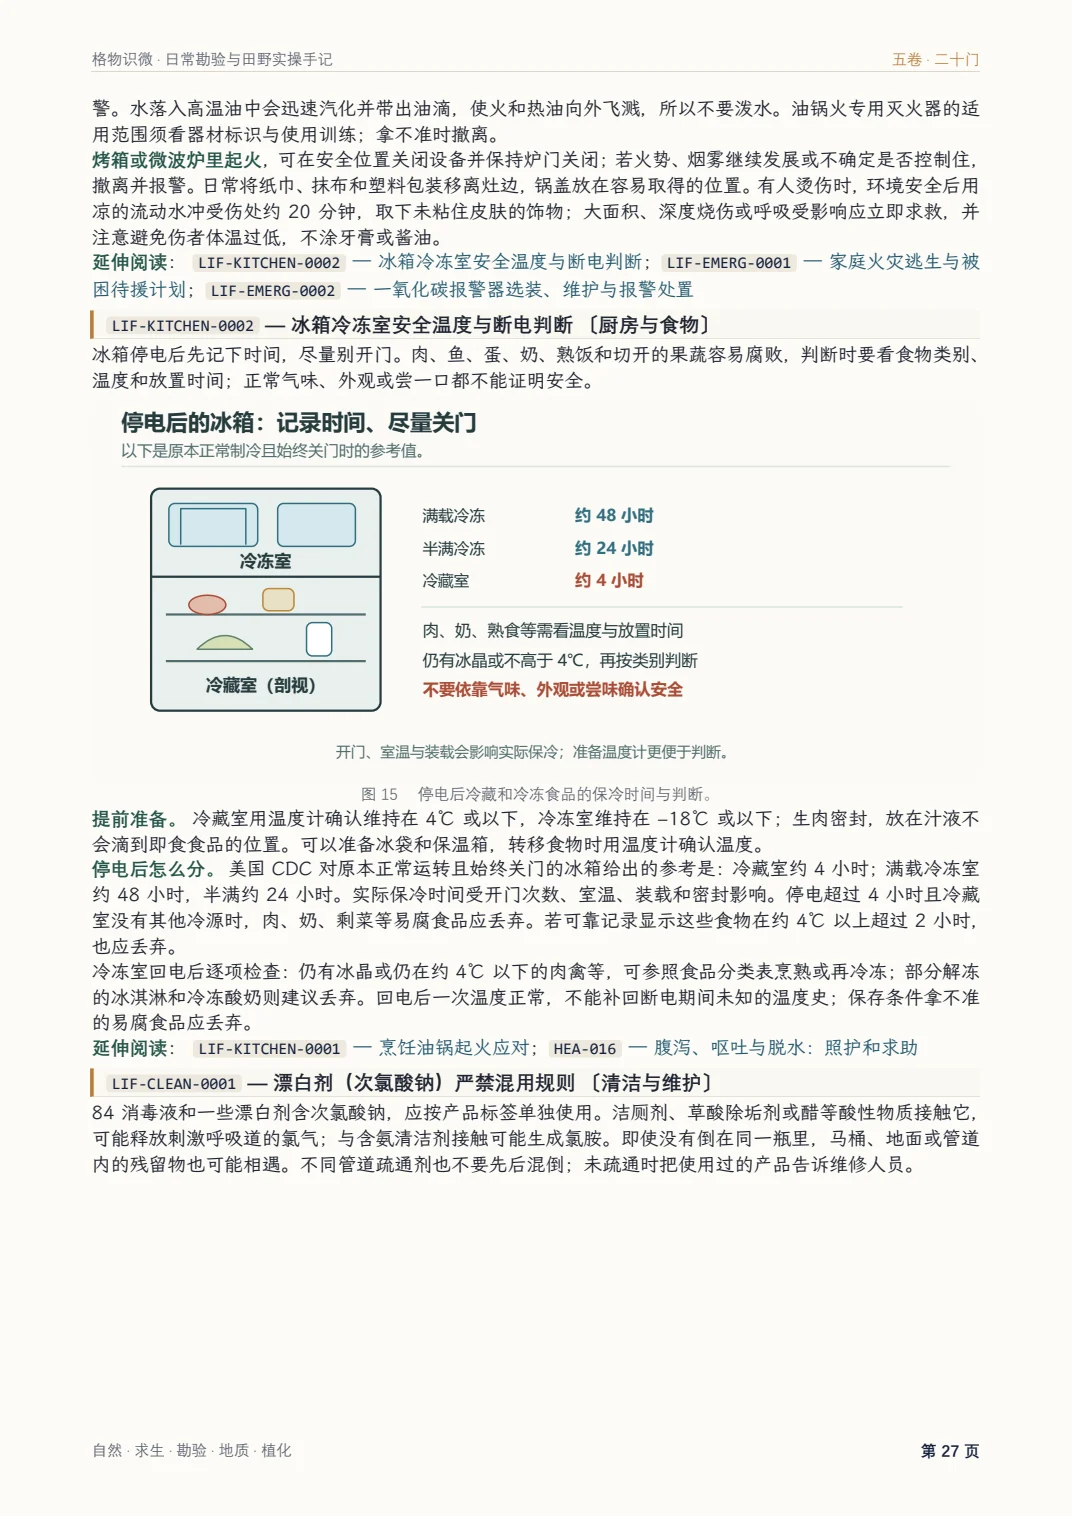 格物识微 · 日常勘验与田野实操手记
五卷 · 二十门
警。水落入高温油中会迅速汽化并带出油滴，使火和热油向外飞溅，所以不要泼水。油锅火专用灭火器的适
用范围须看器材标识与使用训练；拿不准时撤离。
烤箱或微波炉里起火，可在安全位置关闭设备并保持炉门关闭；若火势、烟雾继续发展或不确定是否控制住，
撤离并报警。日常将纸巾、抹布和塑料包装移离灶边，锅盖放在容易取得的位置。有人烫伤时，环境安全后用
凉的流动水冲受伤处约 20 分钟，取下未粘住皮肤的饰物；大面积、深度烧伤或呼吸受影响应立即求救，并
注意避免伤者体温过低，不涂牙膏或酱油。
延伸阅读： LIF-KITCHEN-0002 — 冰箱冷冻室安全温度与断电判断；LIF-EMERG-0001 — 家庭火灾逃生与被
困待援计划；LIF-EMERG-0002 — 一氧化碳报警器选装、维护与报警处置
LIF-KITCHEN-0002 — 冰箱冷冻室安全温度与断电判断 〔厨房与食物〕
冰箱停电后先记下时间，尽量别开门。肉、鱼、蛋、奶、熟饭和切开的果蔬容易腐败，判断时要看食物类别、
温度和放置时间；正常气味、外观或尝一口都不能证明安全。
停电后的冰箱：记录时间、尽量关门
以下是原本正常制冷且始终关门时的参考值。
冷冻室
冷藏室（剖视）
满载冷冻 约 48 小时
半满冷冻 约 24 小时
冷藏室 约 4 小时
肉、奶、熟食等需看温度与放置时间
仍有冰晶或不高于 4℃，再按类别判断
不要依靠气味、外观或尝味确认安全
开门、室温与装载会影响实际保冷；准备温度计更便于判断。
图 15 停电后冷藏和冷冻食品的保冷时间与判断。
提前准备。 冷藏室用温度计确认维持在 4℃ 或以下，冷冻室维持在 −18℃ 或以下；生肉密封，放在汁液不
会滴到即食食品的位置。可以准备冰袋和保温箱，转移食物时用温度计确认温度。
停电后怎么分。 美国 CDC 对原本正常运转且始终关门的冰箱给出的参考是：冷藏室约 4 小时；满载冷冻室
约 48 小时，半满约 24 小时。实际保冷时间受开门次数、室温、装载和密封影响。停电超过 4 小时且冷藏
室没有其他冷源时，肉、奶、剩菜等易腐食品应丢弃。若可靠记录显示这些食物在约 4℃ 以上超过 2 小时，
也应丢弃。
冷冻室回电后逐项检查：仍有冰晶或仍在约 4℃ 以下的肉禽等，可参照食品分类表烹熟或再冷冻；部分解冻
的冰淇淋和冷冻酸奶则建议丢弃。回电后一次温度正常，不能补回断电期间未知的温度史；保存条件拿不准
的易腐食品应丢弃。
延伸阅读： LIF-KITCHEN-0001 — 烹饪油锅起火应对；HEA-016 — 腹泻、呕吐与脱水：照护和求助
LIF-CLEAN-0001 — 漂白剂（次氯酸钠）严禁混用规则 〔清洁与维护〕
84 消毒液和一些漂白剂含次氯酸钠，应按产品标签单独使用。洁厕剂、草酸除垢剂或醋等酸性物质接触它，
可能释放刺激呼吸道的氯气；与含氨清洁剂接触可能生成氯胺。即使没有倒在同一瓶里，马桶、地面或管道
内的残留物也可能相遇。不同管道疏通剂也不要先后混倒；未疏通时把使用过的产品告诉维修人员。
自然 · 求生 · 勘验 · 地质 · 植化
第 27 页